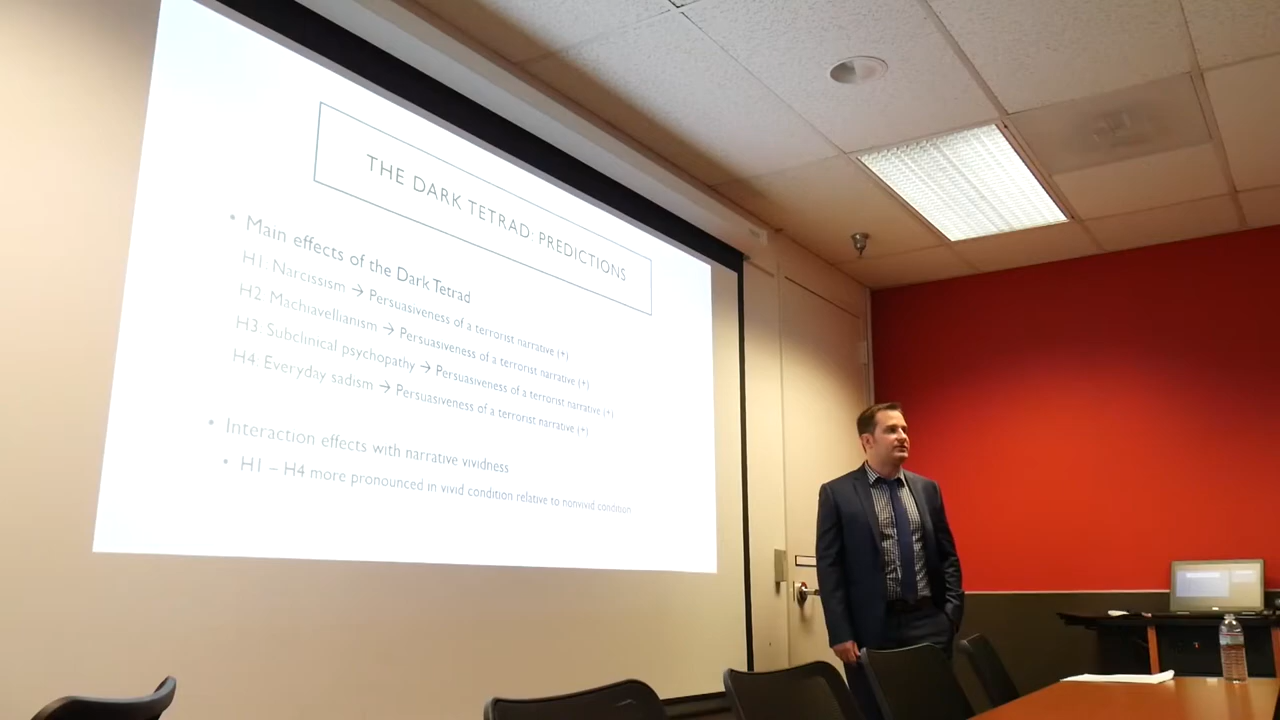 THE DARK TETRAD: PREDICTIONS
• Main effects of the Dark Tetrad
H1: Narcissism → Persuasiveness of a terrorist narrative (+)
H2: Machiavellianism → Persuasiveness of a terrorist narrative (+)
H3: Subclinical psychopathy → Persuasiveness of a terrorist narrative (+)
H4: Everyday sadism → Persuasiveness of a terrorist narrative (+)
• Interaction effects with narrative vividness
• H1 – H4 more pronounced in vivid condition relative to nonvivid condition